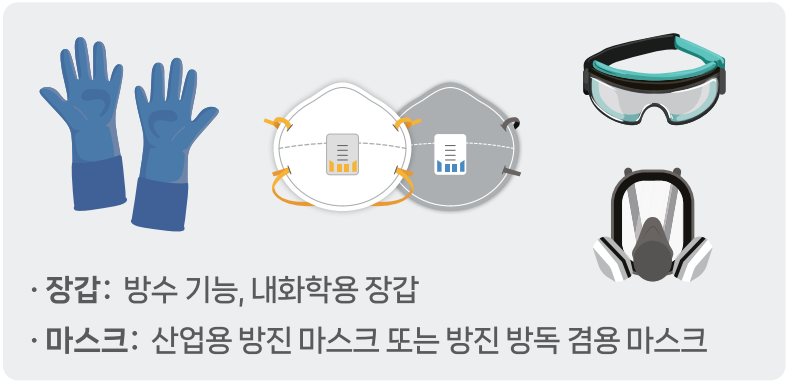 · 장갑: 방수 기능, 내화학용 장갑
· 마스크: 산업용 방진 마스크 또는 방진 방독 겸용 마스크